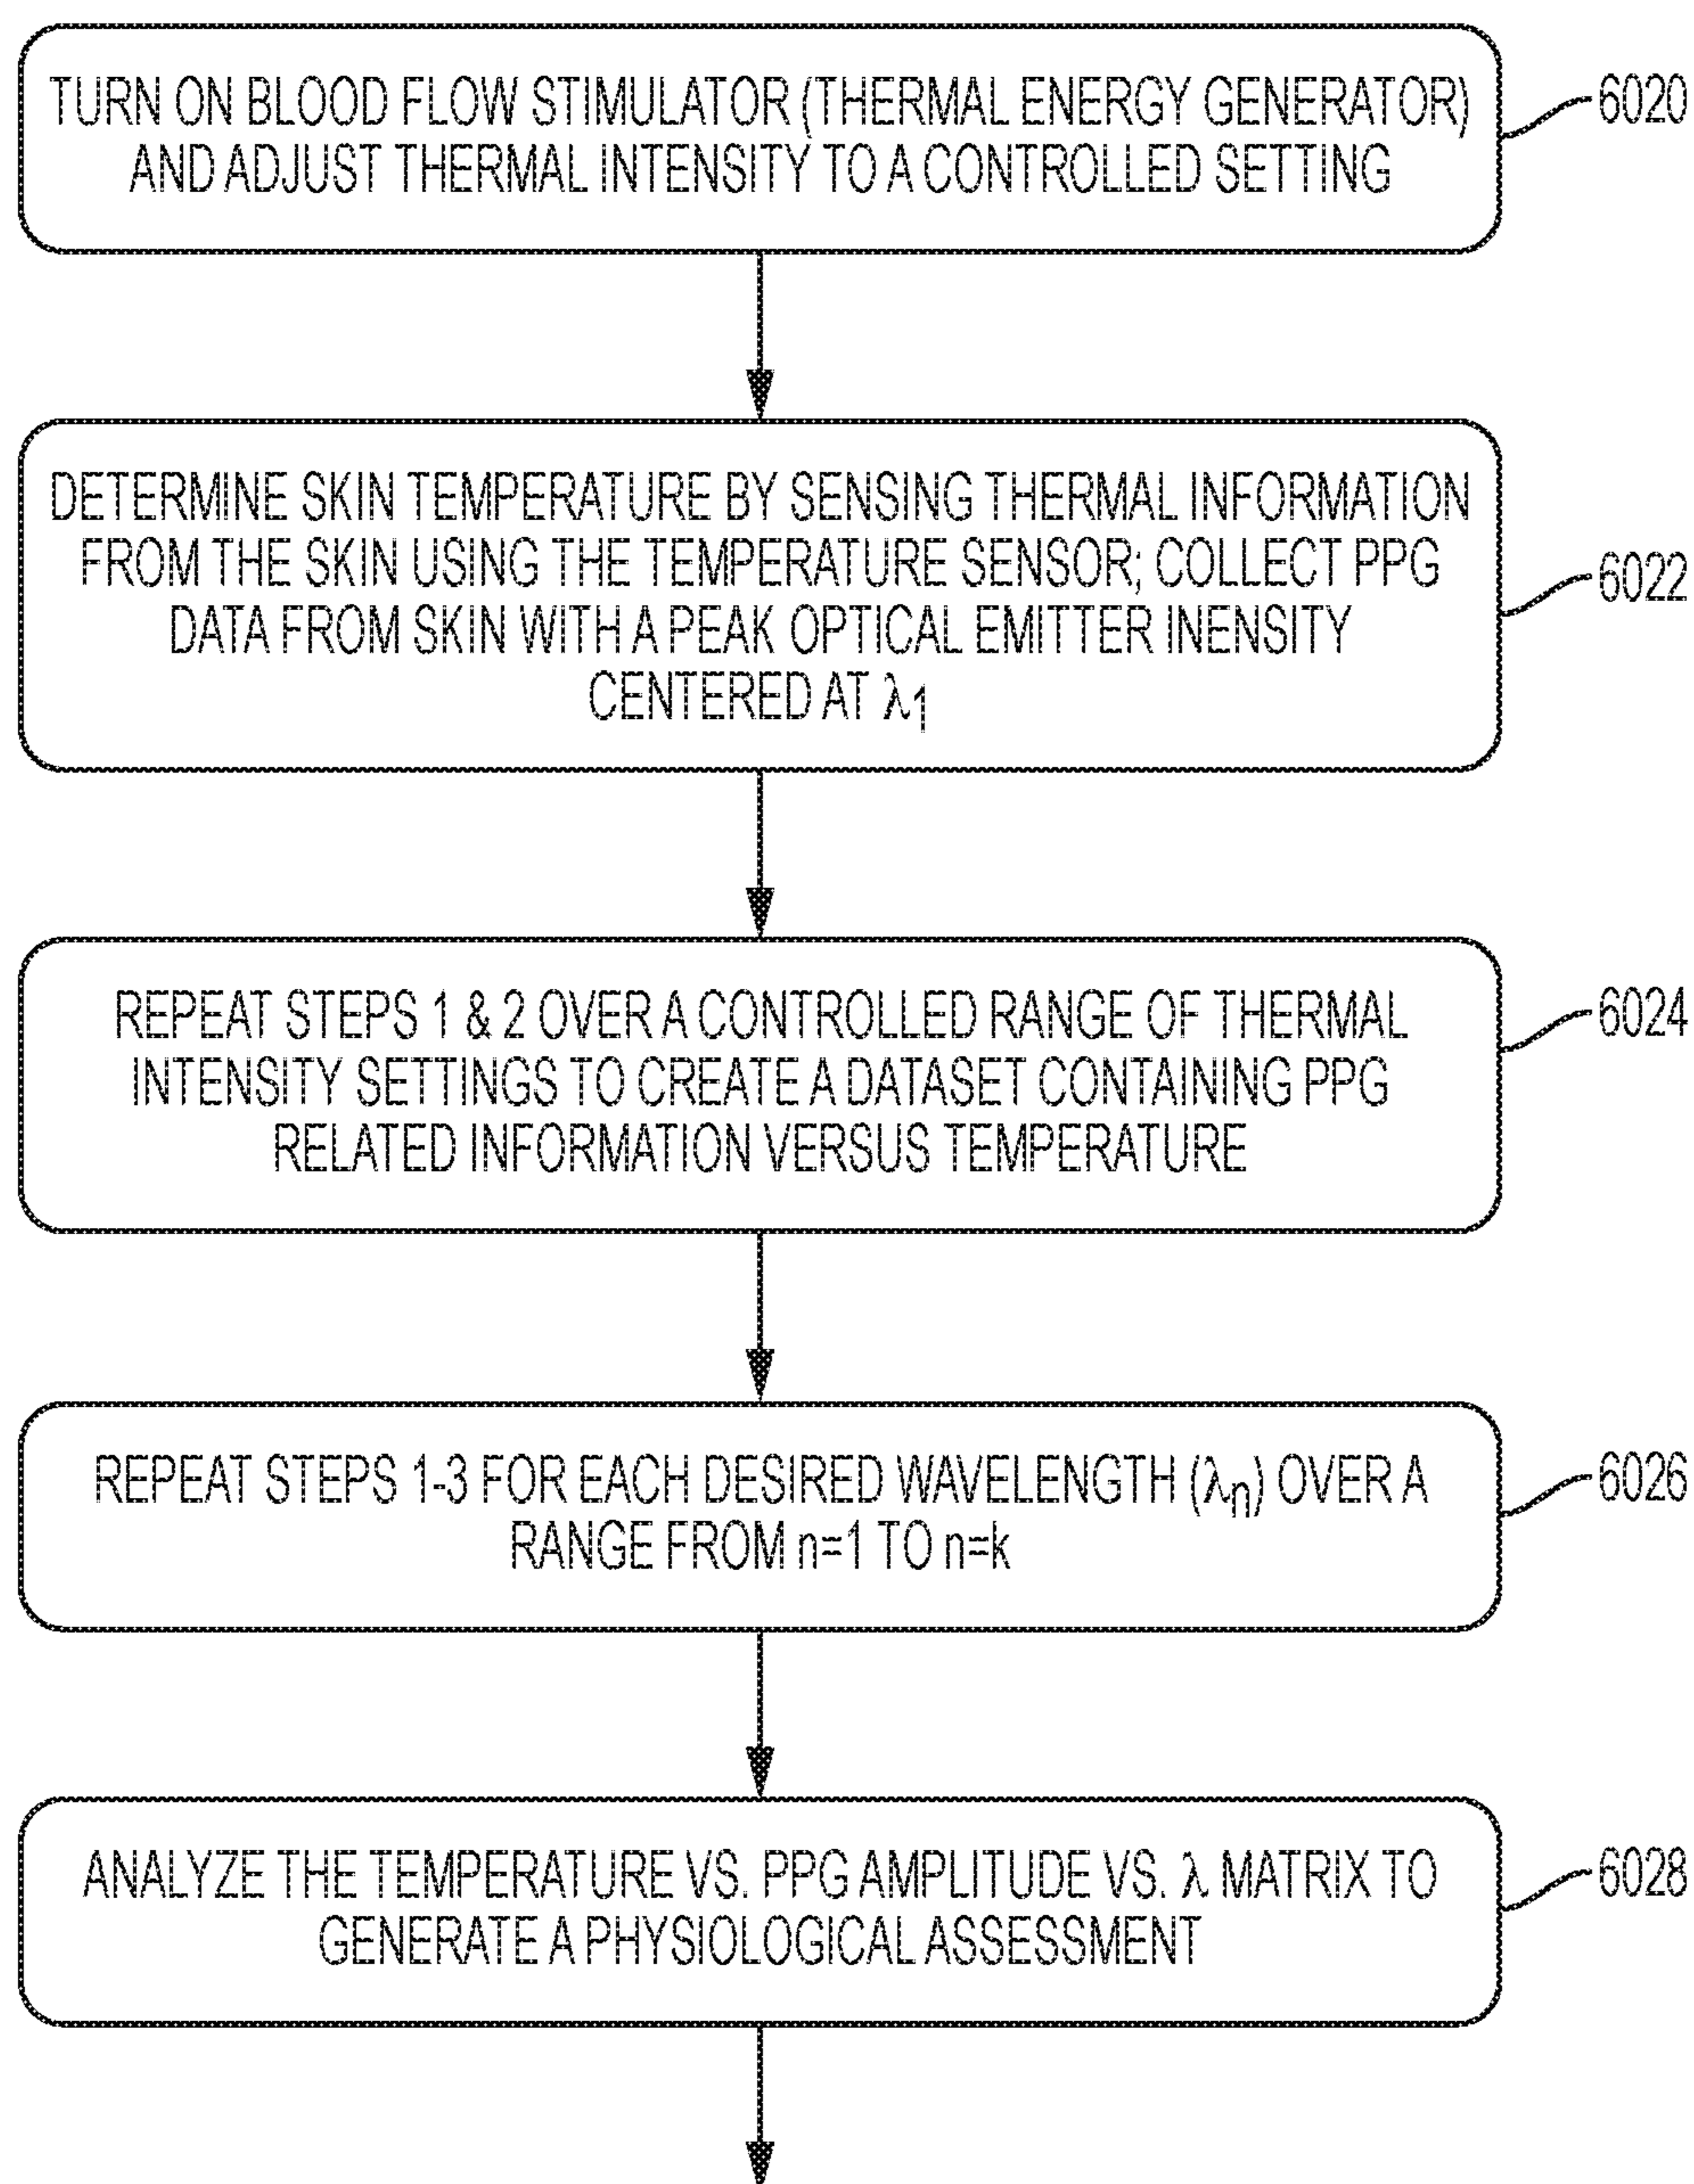 TURN ON BLOOD FLOW STIMULATOR (THERMAL ENERGY GENERATOR)
AND ADJUST THERMAL INTENSITY TO A CONTROLLED SETTING
6020
DETERMINE SKIN TEMPERATURE BY SENSING THERMAL INFORMATION
FROM THE SKIN USING THE TEMPERATURE SENSOR; COLLECT PPG
DATA FROM SKIN WITH A PEAK OPTICAL EMITTER INENSITY
CENTERED AT λ1
6022
REPEAT STEPS 1 & 2 OVER A CONTROLLED RANGE OF THERMAL
INTENSITY SETTINGS TO CREATE A DATASET CONTAINING PPG
RELATED INFORMATION VERSUS TEMPERATURE
6024
REPEAT STEPS 1-3 FOR EACH DESIRED WAVELENGTH (λn) OVER A
RANGE FROM n=1 TO n=k
6026
ANALYZE THE TEMPERATURE VS. PPG AMPLITUDE VS. λ MATRIX TO
GENERATE A PHYSIOLOGICAL ASSESSMENT
6028